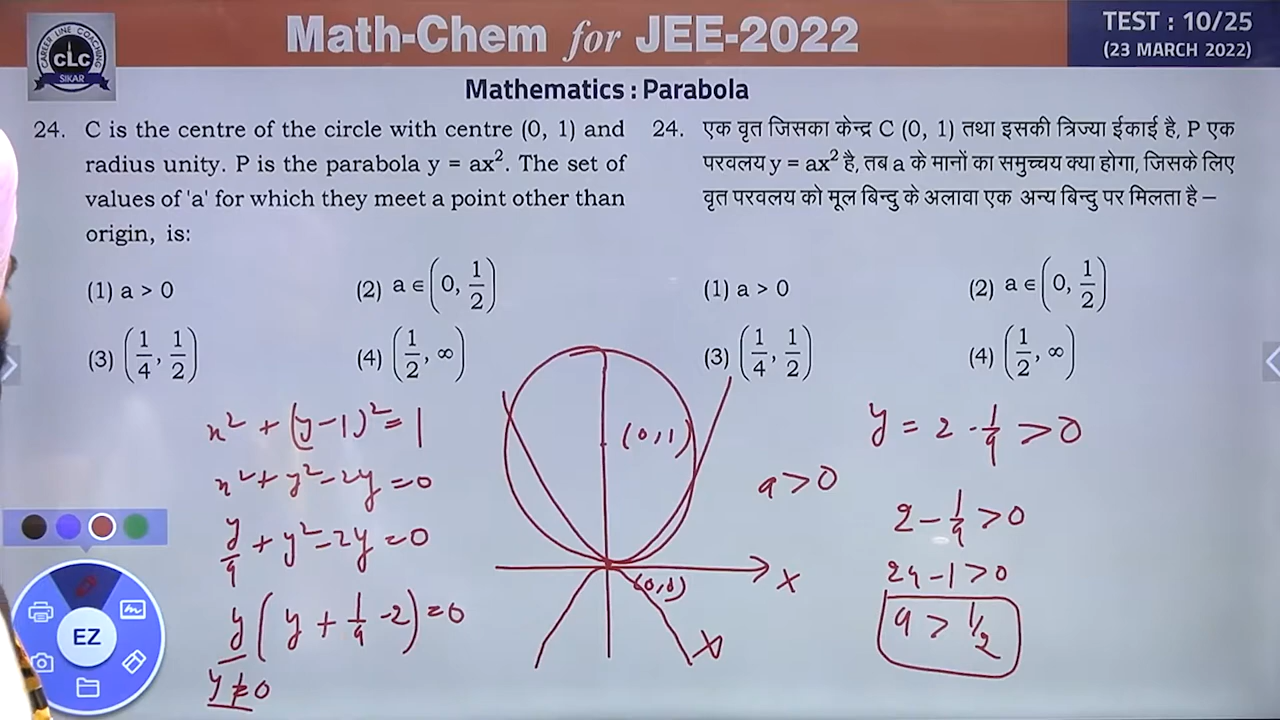 CAREER LINE COACHING
CLC
SIKAR
Math-Chem for JEE-2022
TEST : 10/25
(23 MARCH 2022)
Mathematics : Parabola
24. C is the centre of the circle with centre (0, 1) and
radius unity. P is the parabola y = ax². The set of
values of 'a' for which they meet a point other than
origin, is:
(1) a > 0 (2) a ∈ (0, 1/2)
(3) (1/4, 1/2) (4) (1/2, ∞)
24. एक वृत जिसका केन्द्र C (0, 1) तथा इसकी त्रिज्या ईकाई है, P एक
परवलय y = ax² है, तब a के मानों का समुच्चय क्या होगा, जिसके लिए
वृत परवलय को मूल बिन्दु के अलावा एक अन्य बिन्दु पर मिलता है –
(1) a > 0 (2) a ∈ (0, 1/2)
(3) (1/4, 1/2) (4) (1/2, ∞)
x² + (y-1)² = 1
x² + y² - 2y = 0
y/a + y² - 2y = 0
y(y + 1/a - 2) = 0
y ≠ 0
(0,1)
(0,0)
x
a > 0
y = 2 - 1/a > 0
2 - 1/a > 0
2a - 1 > 0
a > 1/2
EZ